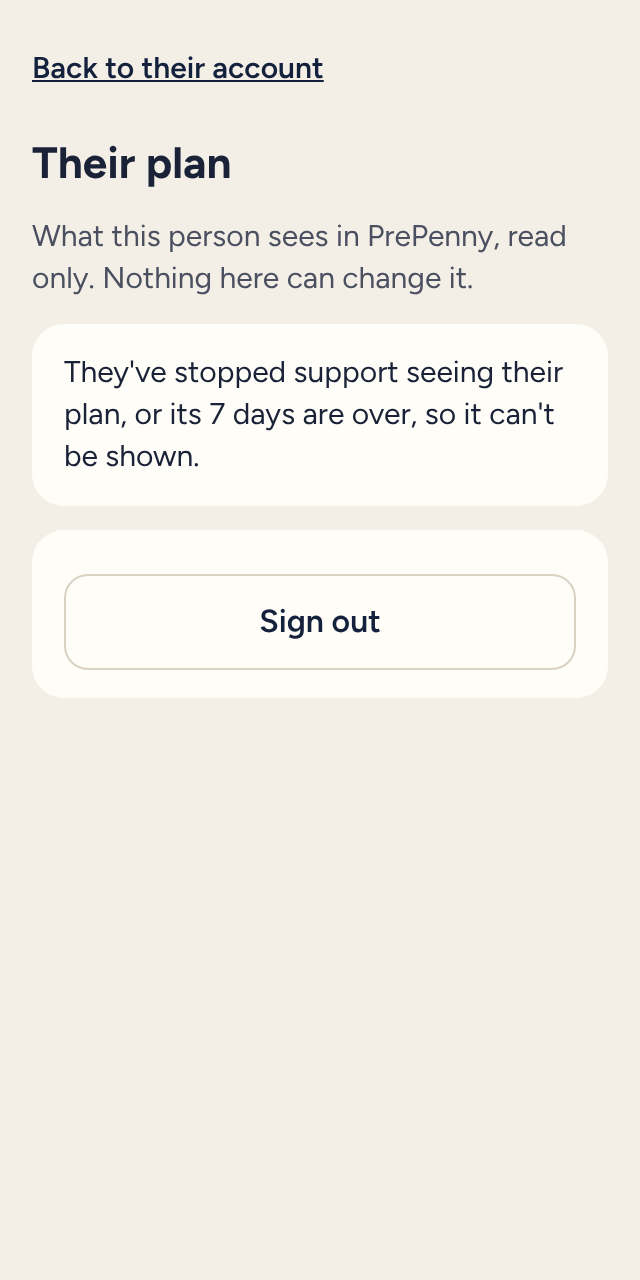 Back to their account
Their plan
What this person sees in PrePenny, read
only. Nothing here can change it.
They've stopped support seeing their
plan, or its 7 days are over, so it can't
be shown.
Sign out